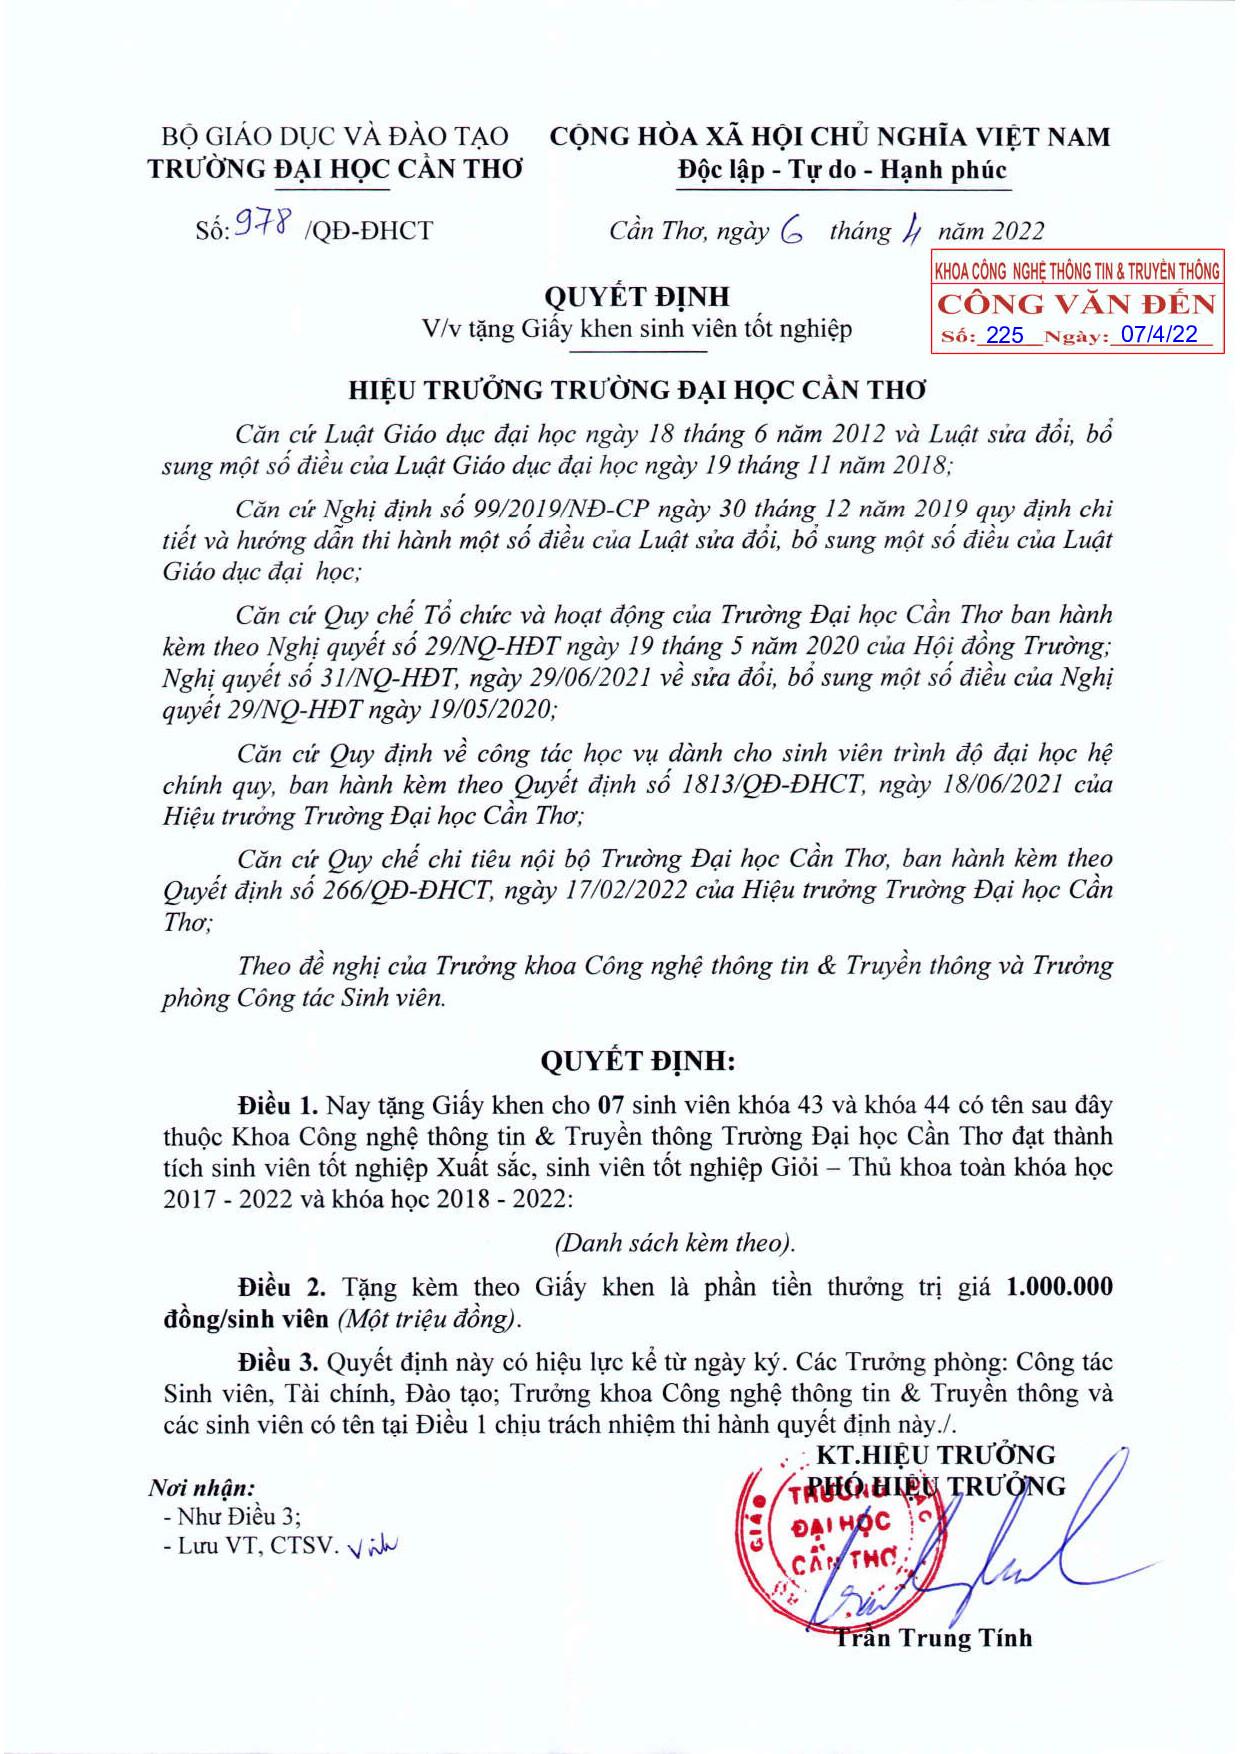 BỘ GIÁO DỤC VÀ ĐÀO TẠO
TRƯỜNG ĐẠI HỌC CẦN THƠ
CỘNG HÒA XÃ HỘI CHỦ NGHĨA VIỆT NAM
Độc lập - Tự do - Hạnh phúc
Số: 978 /QĐ-ĐHCT
Cần Thơ, ngày 6 tháng 4 năm 2022
KHOA CÔNG NGHỆ THÔNG TIN & TRUYỀN THÔNG
CÔNG VĂN ĐẾN
Số: 225 Ngày: 07/4/22
QUYẾT ĐỊNH
V/v tặng Giấy khen sinh viên tốt nghiệp
HIỆU TRƯỞNG TRƯỜNG ĐẠI HỌC CẦN THƠ
Căn cứ Luật Giáo dục đại học ngày 18 tháng 6 năm 2012 và Luật sửa đổi, bổ
sung một số điều của Luật Giáo dục đại học ngày 19 tháng 11 năm 2018;
Căn cứ Nghị định số 99/2019/NĐ-CP ngày 30 tháng 12 năm 2019 quy định chi
tiết và hướng dẫn thi hành một số điều của Luật sửa đổi, bổ sung một số điều của Luật
Giáo dục đại học;
Căn cứ Quy chế Tổ chức và hoạt động của Trường Đại học Cần Thơ ban hành
kèm theo Nghị quyết số 29/NQ-HĐT ngày 19 tháng 5 năm 2020 của Hội đồng Trường;
Nghị quyết số 31/NQ-HĐT, ngày 29/06/2021 về sửa đổi, bổ sung một số điều của Nghị
quyết 29/NQ-HĐT ngày 19/05/2020;
Căn cứ Quy định về công tác học vụ dành cho sinh viên trình độ đại học hệ
chính quy, ban hành kèm theo Quyết định số 1813/QĐ-ĐHCT, ngày 18/06/2021 của
Hiệu trưởng Trường Đại học Cần Thơ;
Căn cứ Quy chế chi tiêu nội bộ Trường Đại học Cần Thơ, ban hành kèm theo
Quyết định số 266/QĐ-ĐHCT, ngày 17/02/2022 của Hiệu trưởng Trường Đại học Cần
Thơ;
Theo đề nghị của Trưởng khoa Công nghệ thông tin & Truyền thông và Trưởng
phòng Công tác Sinh viên.
QUYẾT ĐỊNH:
Điều 1. Nay tặng Giấy khen cho 07 sinh viên khóa 43 và khóa 44 có tên sau đây
thuộc Khoa Công nghệ thông tin & Truyền thông Trường Đại học Cần Thơ đạt thành
tích sinh viên tốt nghiệp Xuất sắc, sinh viên tốt nghiệp Giỏi – Thủ khoa toàn khóa học
2017 - 2022 và khóa học 2018 - 2022:
(Danh sách kèm theo).
Điều 2. Tặng kèm theo Giấy khen là phần tiền thưởng trị giá 1.000.000
đồng/sinh viên (Một triệu đồng).
Điều 3. Quyết định này có hiệu lực kể từ ngày ký. Các Trưởng phòng: Công tác
Sinh viên, Tài chính, Đào tạo; Trưởng khoa Công nghệ thông tin & Truyền thông và
các sinh viên có tên tại Điều 1 chịu trách nhiệm thi hành quyết định này./.
KT.HIỆU TRƯỞNG
PHÓ HIỆU TRƯỞNG
Nơi nhận:
- Như Điều 3;
- Lưu VT, CTSV.
TRƯỜNG
ĐẠI HỌC
CẦN THƠ
Trần Trung Tính